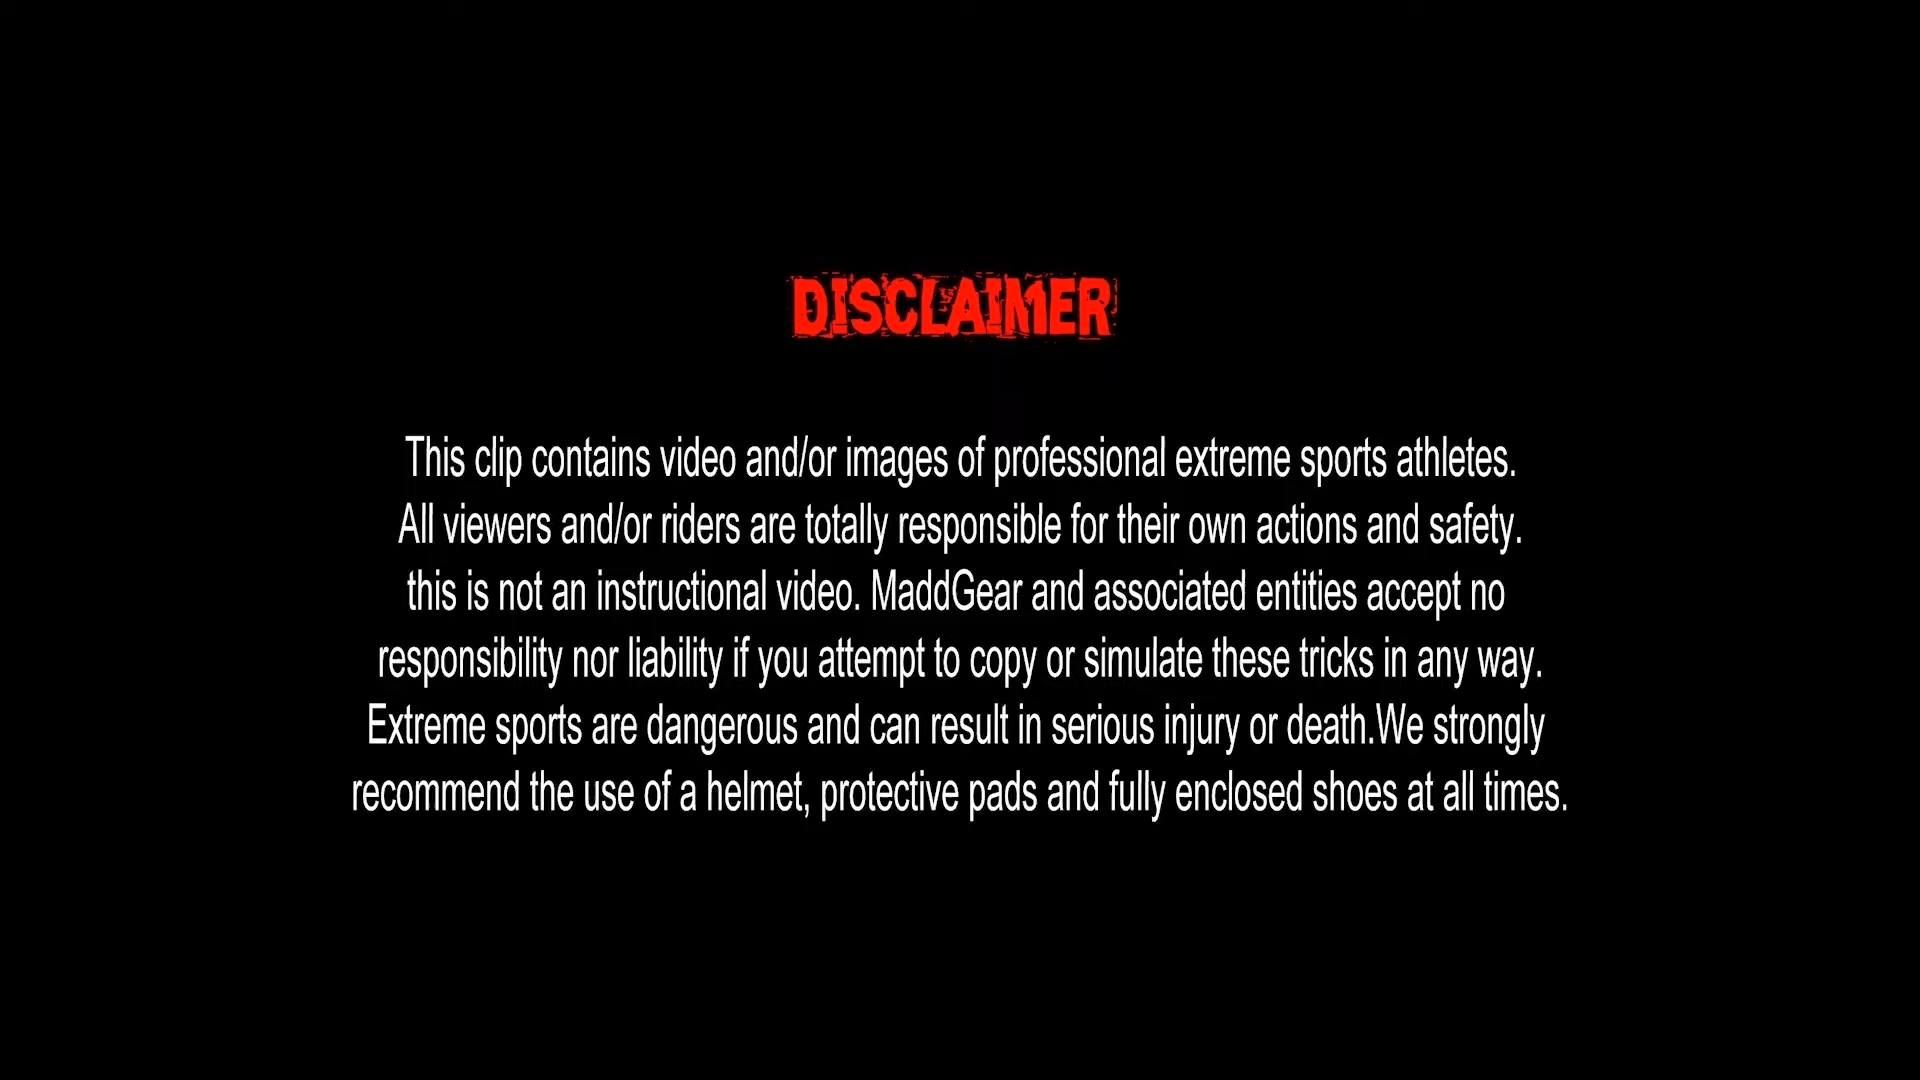 DISCLAIMER
This clip contains video and/or images of professional extreme sports athletes.
All viewers and/or riders are totally responsible for their own actions and safety.
this is not an instructional video. MaddGear and associated entities accept no
responsibility nor liability if you attempt to copy or simulate these tricks in any way.
Extreme sports are dangerous and can result in serious injury or death.We strongly
recommend the use of a helmet, protective pads and fully enclosed shoes at all times.